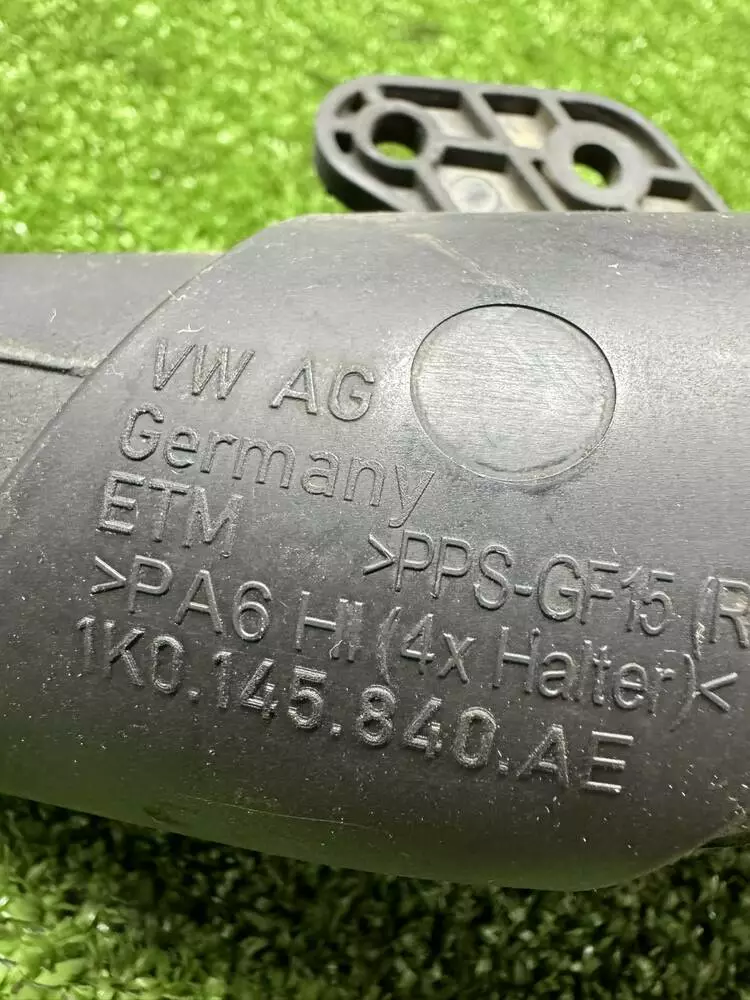 VW AG
Germany
ETM >PPS-GF15 (R
>PA6 HI (4x Halter)<
1K0.145.840.AE